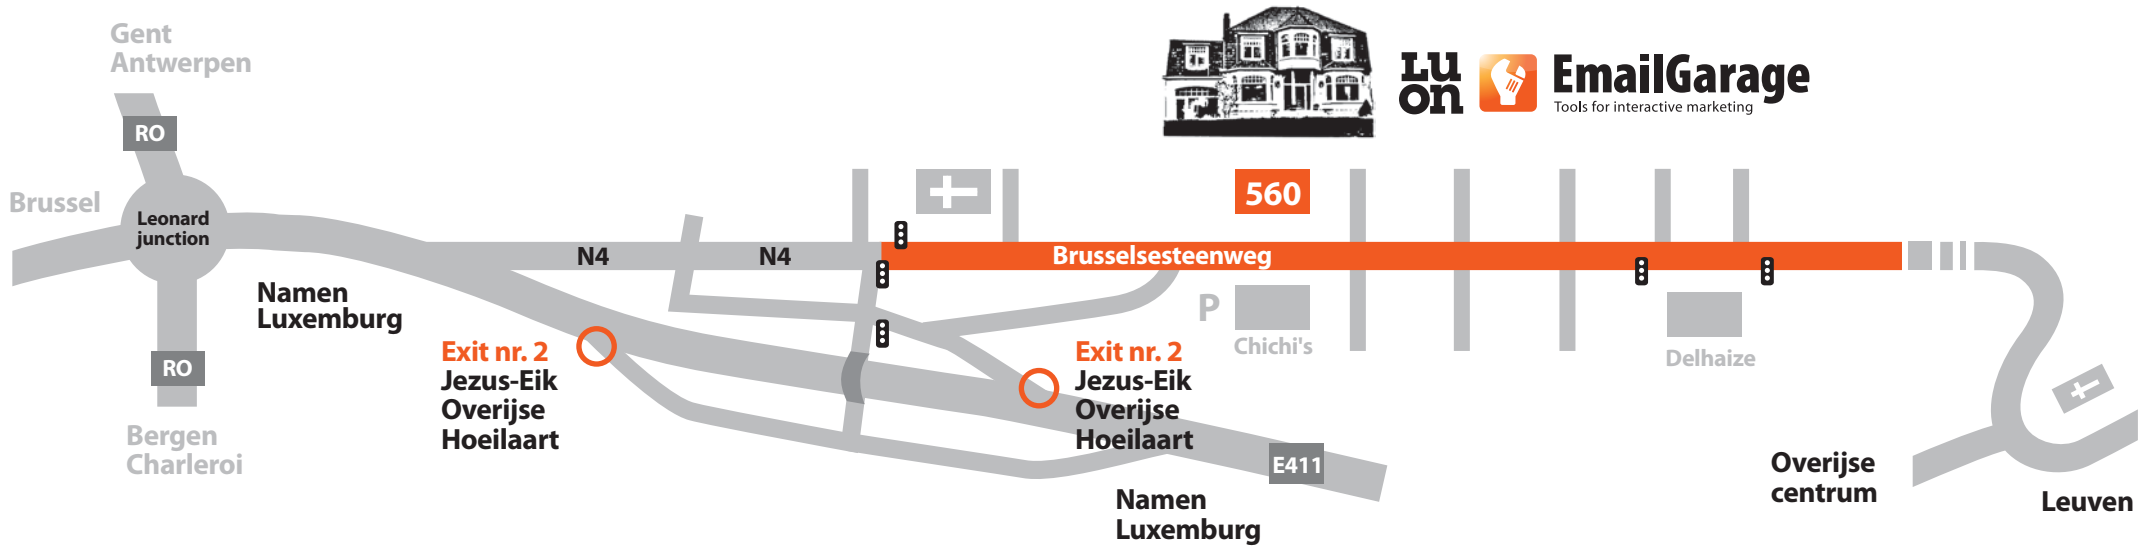 Gent
Antwerpen
RO
Brussel
Leonard
junction
RO
Bergen
Charleroi
Namen
Luxemburg
N4
N4
Exit nr. 2
Jezus-Eik
Overijse
Hoeilaart
Lu
on
EmailGarage
Tools for interactive marketing
560
Brusselsesteenweg
P
Chichi's
Delhaize
Exit nr. 2
Jezus-Eik
Overijse
Hoeilaart
E411
Namen
Luxemburg
Overijse
centrum
Leuven